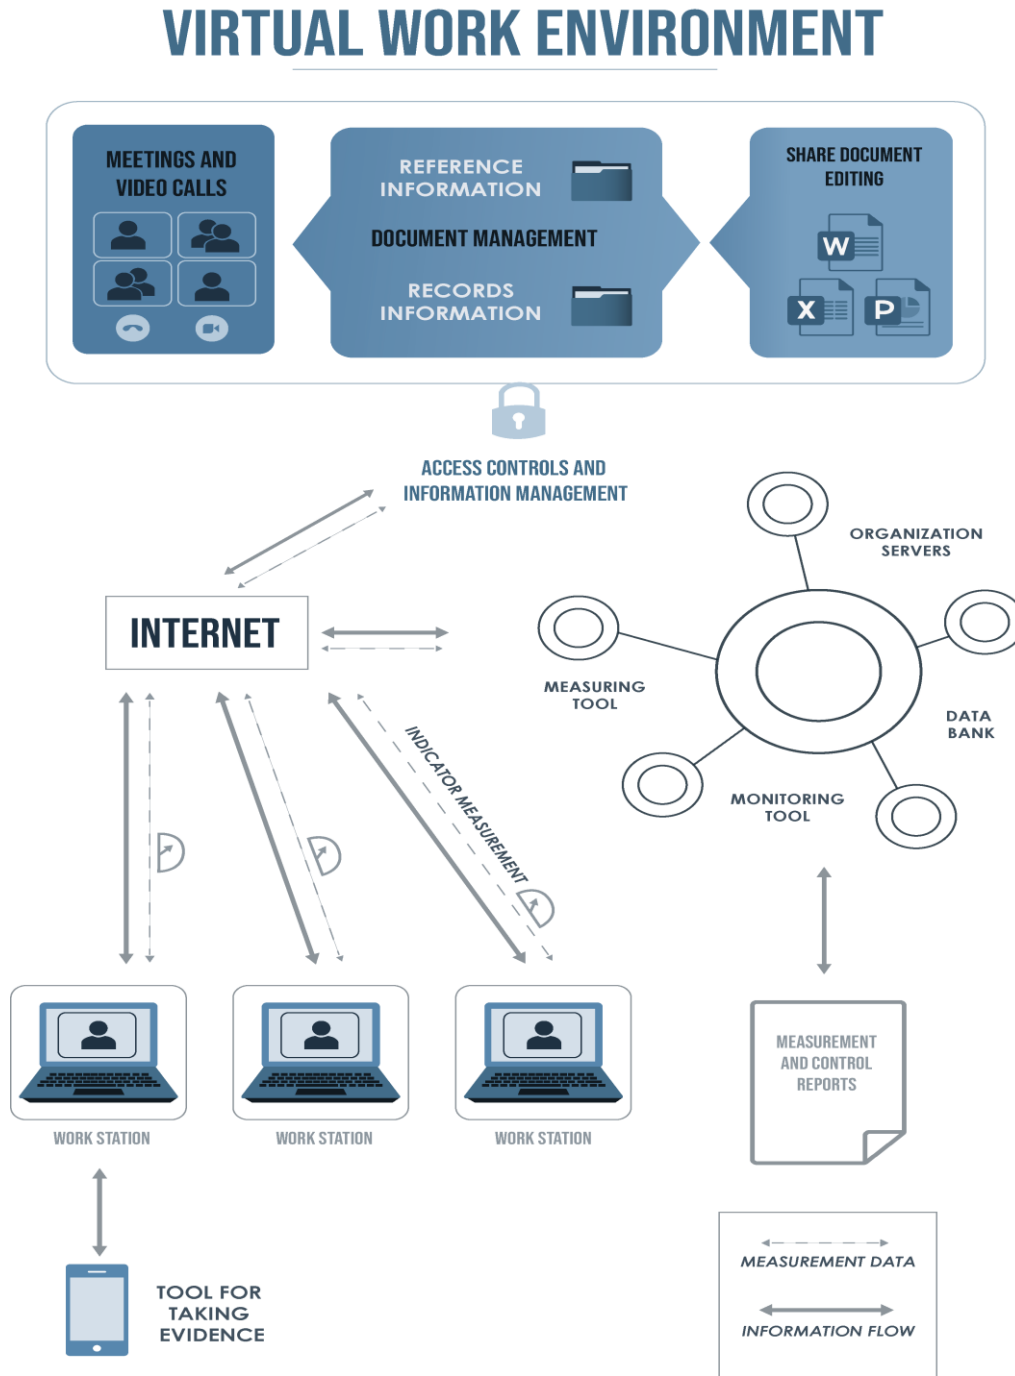 VIRTUAL WORK ENVIRONMENT
MEETINGS AND
VIDEO CALLS
REFERENCE
INFORMATION
DOCUMENT MANAGEMENT
RECORDS
INFORMATION
SHARE DOCUMENT
EDITING
W
X
P
ACCESS CONTROLS AND
INFORMATION MANAGEMENT
INTERNET
ORGANIZATION
SERVERS
MEASURING
TOOL
DATA
BANK
MONITORING
TOOL
INDICATOR MEASUREMENT
MEASUREMENT
AND CONTROL
REPORTS
WORK STATION
WORK STATION
WORK STATION
TOOL FOR
TAKING
EVIDENCE
MEASUREMENT DATA
INFORMATION FLOW